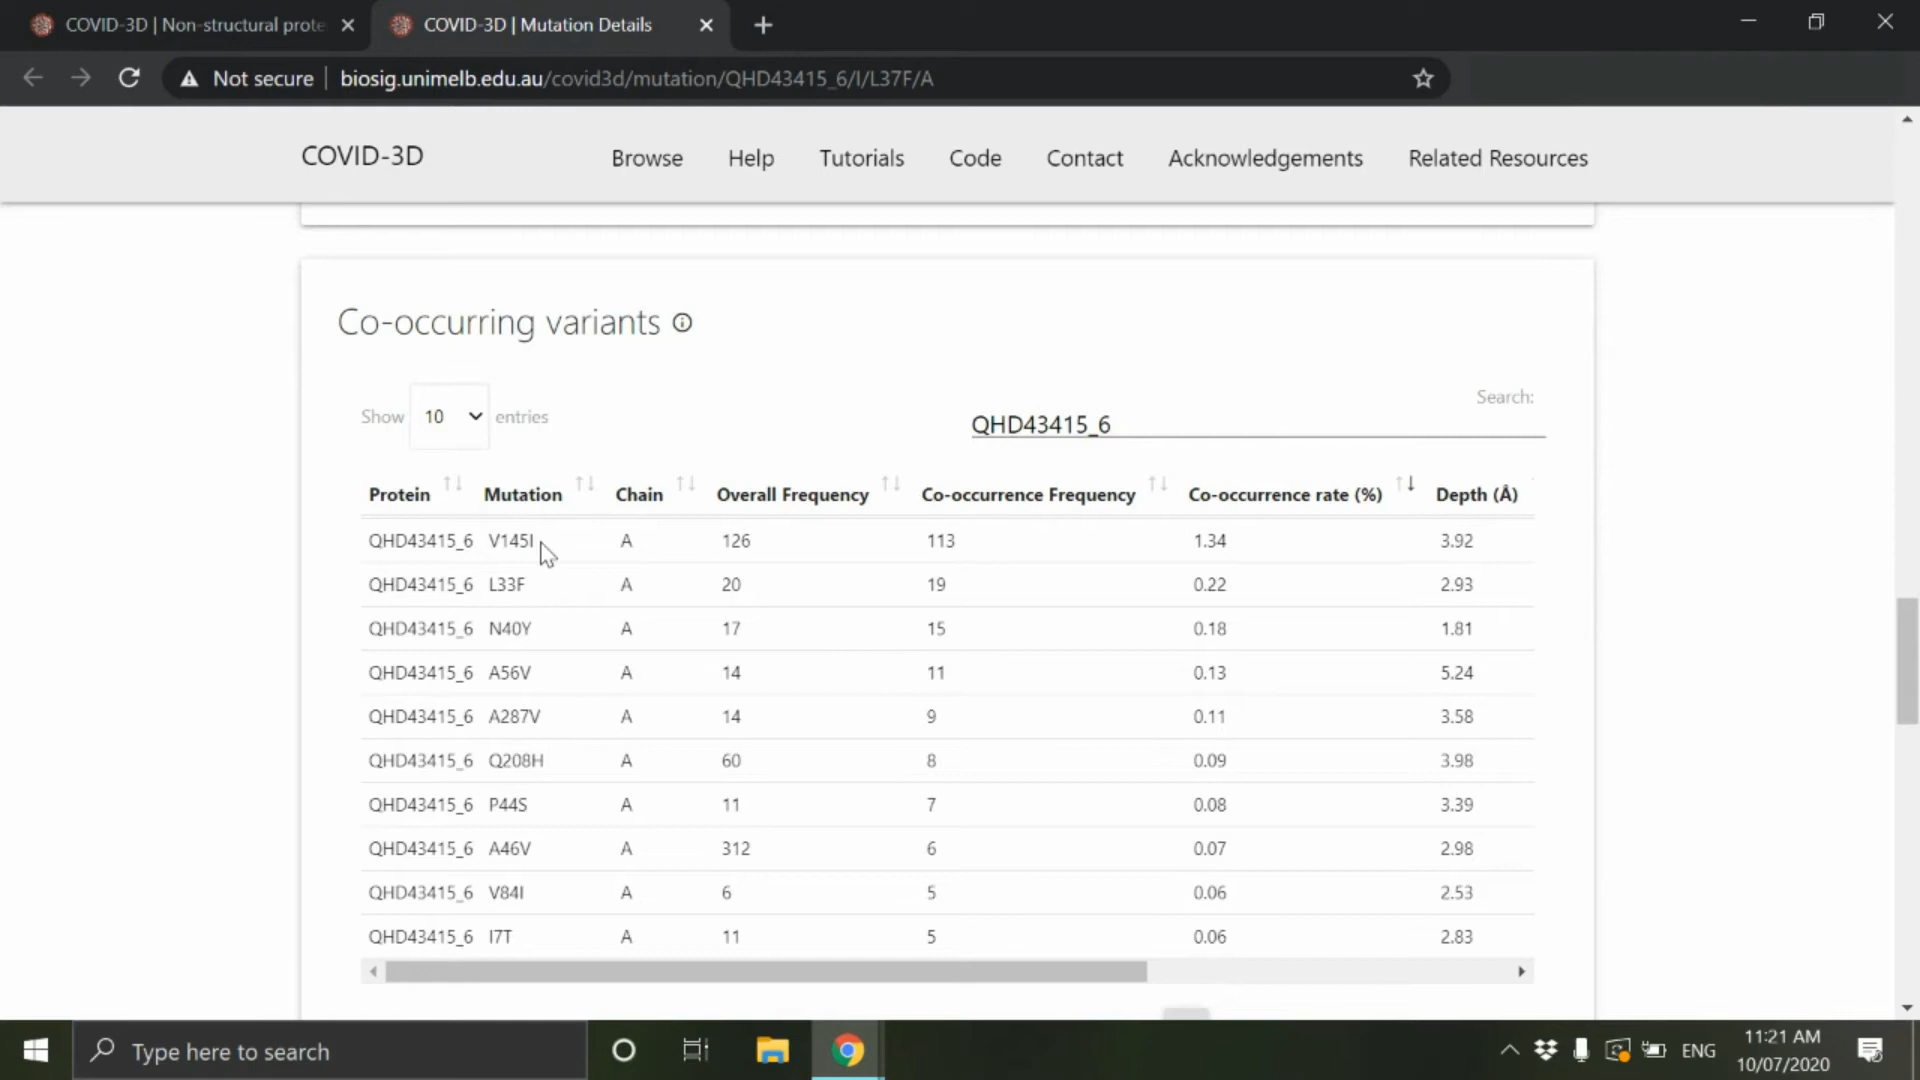 COVID-3D | Non-structural prote
COVID-3D | Mutation Details
Not secure | biosig.unimelb.edu.au/covid3d/mutation/QHD43415_6/I/L37F/A
COVID-3D Browse Help Tutorials Code Contact Acknowledgements Related Resources
Co-occurring variants
Show 10 entries
Search:
QHD43415_6
Protein Mutation Chain Overall Frequency Co-occurrence Frequency Co-occurrence rate (%) Depth (Å)
QHD43415_6 V145I A 126 113 1.34 3.92
QHD43415_6 L33F A 20 19 0.22 2.93
QHD43415_6 N40Y A 17 15 0.18 1.81
QHD43415_6 A56V A 14 11 0.13 5.24
QHD43415_6 A287V A 14 9 0.11 3.58
QHD43415_6 Q208H A 60 8 0.09 3.98
QHD43415_6 P44S A 11 7 0.08 3.39
QHD43415_6 A46V A 312 6 0.07 2.98
QHD43415_6 V84I A 6 5 0.06 2.53
QHD43415_6 I7T A 11 5 0.06 2.83
Type here to search
ENG
11:21 AM
10/07/2020